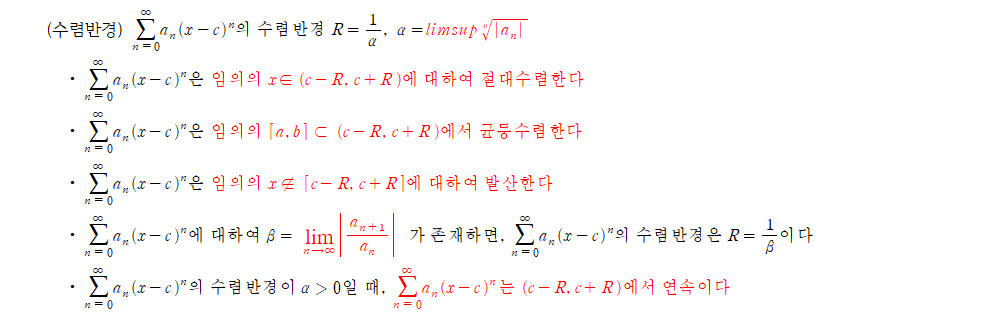 (수렴반경) $\sum_{n=0}^{\infty} a_n(x-c)^n$의 수렴반경 $R=\frac{1}{\alpha}$, $\alpha=limsup\sqrt[n]{|a_n|}$
· $\sum_{n=0}^{\infty} a_n(x-c)^n$은 임의의 $x\in(c-R, c+R)$에 대하여 절대수렴한다
· $\sum_{n=0}^{\infty} a_n(x-c)^n$은 임의의 $[a,b]\subset(c-R, c+R)$에서 균등수렴한다
· $\sum_{n=0}^{\infty} a_n(x-c)^n$은 임의의 $x\notin[c-R, c+R]$에 대하여 발산한다
· $\sum_{n=0}^{\infty} a_n(x-c)^n$에 대하여 $\beta=\lim_{n\to\infty}\left|\frac{a_{n+1}}{a_n}\right|$ 가 존재하면, $\sum_{n=0}^{\infty} a_n(x-c)^n$의 수렴반경은 $R=\frac{1}{\beta}$이다
· $\sum_{n=0}^{\infty} a_n(x-c)^n$의 수렴반경이 $\alpha>0$일 때, $\sum_{n=0}^{\infty} a_n(x-c)^n$는 $(c-R, c+R)$에서 연속이다